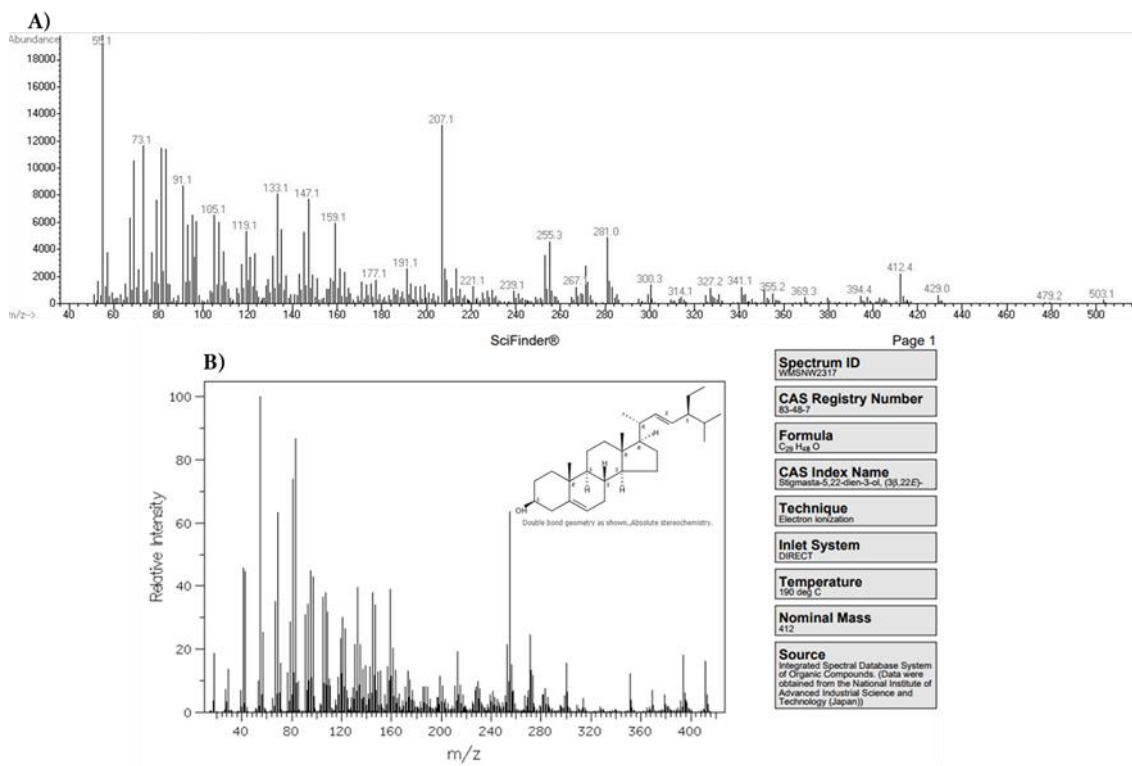 A)
Abundance
55.1
18000
16000
14000
12000
10000
8000
6000
4000
2000
0
73.1
91.1
105.1
119.1
133.1
147.1
159.1
177.1
191.1
207.1
221.1
239.1
255.3
267.1
281.0
300.3
314.1
327.2
341.1
355.2
369.3
394.4
412.4
429.0
479.2
503.1
m/z-->
40 60 80 100 120 140 160 180 200 220 240 260 280 300 320 340 360 380 400 420 440 460 480 500
SciFinder®
Page 1
B)
100
80
60
40
20
0
Relative Intensity
40 80 120 160 200 240 280 320 360 400
m/z
OH
H
H
H
H
Double bond geometry as shown.,Absolute stereochemistry.
Spectrum ID
WMSNW2317
CAS Registry Number
83-48-7
Formula
C29 H48 O
CAS Index Name
Stigmasta-5,22-dien-3-ol, (3β,22E)-
Technique
Electron ionization
Inlet System
DIRECT
Temperature
190 deg C
Nominal Mass
412
Source
Integrated Spectral Database System
of Organic Compounds. (Data were
obtained from the National Institute of
Advanced Industrial Science and
Technology (Japan))